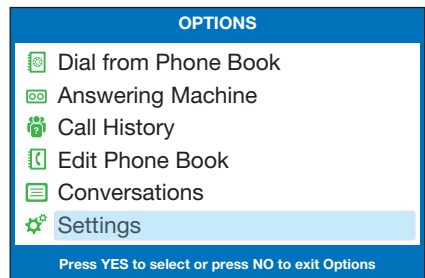 OPTIONS
Dial from Phone Book
Answering Machine
Call History
Edit Phone Book
Conversations
Settings
Press YES to select or press NO to exit Options